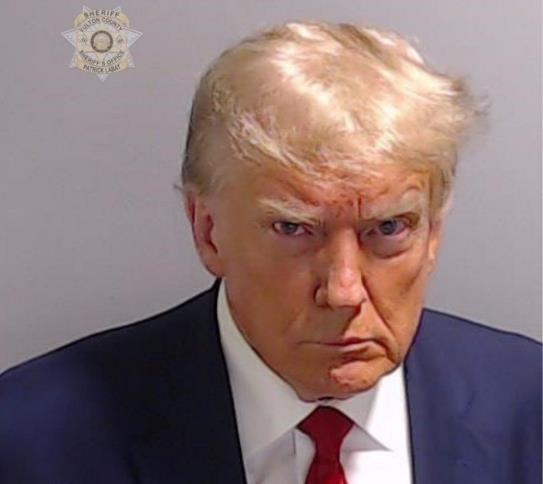 SHERIFF
FULTON COUNTY
SHERIFF'S OFFICE
PATRICK LABAT